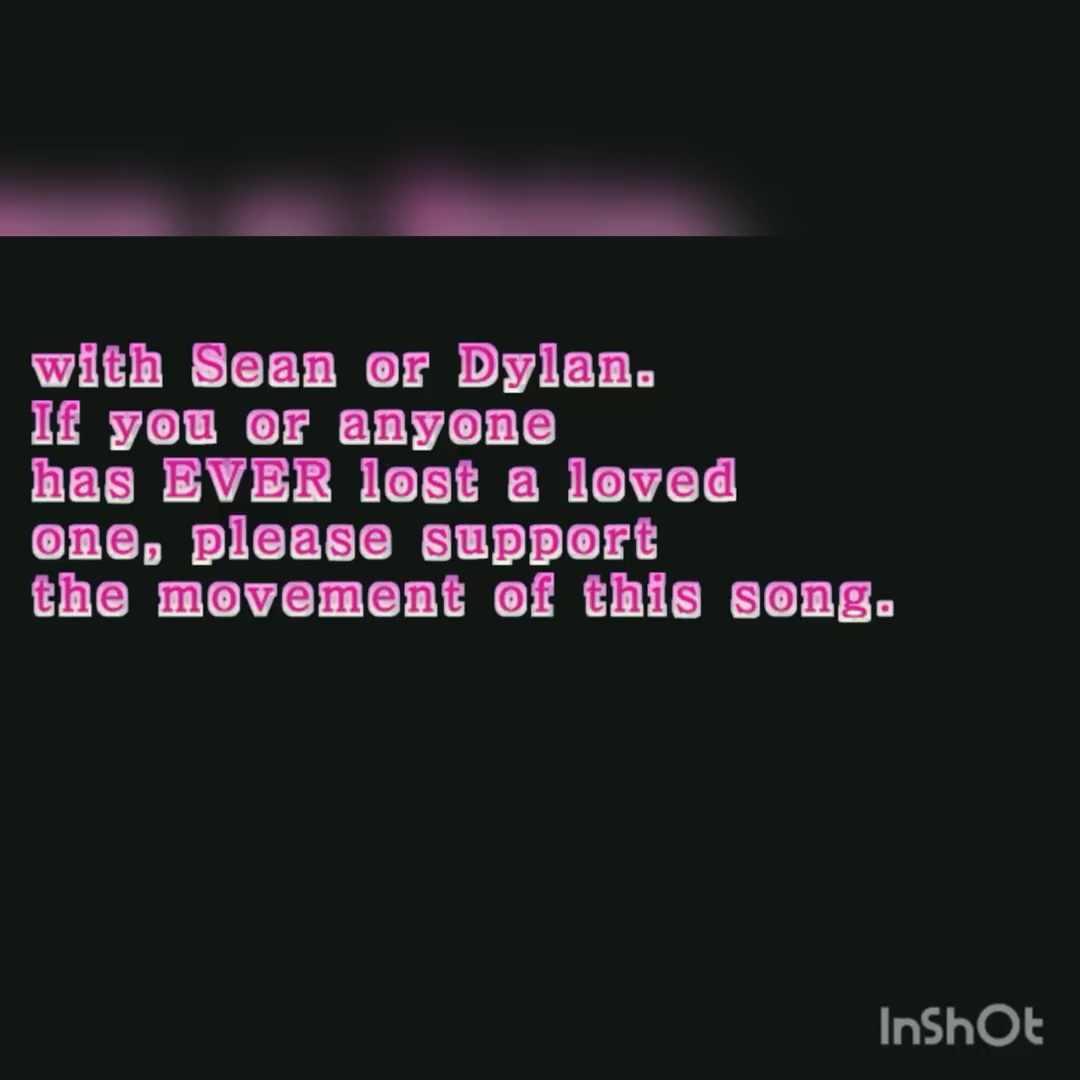 with Sean or Dylan.
If you or anyone
has EVER lost a loved
one, please support
the movement of this song.
InShOt